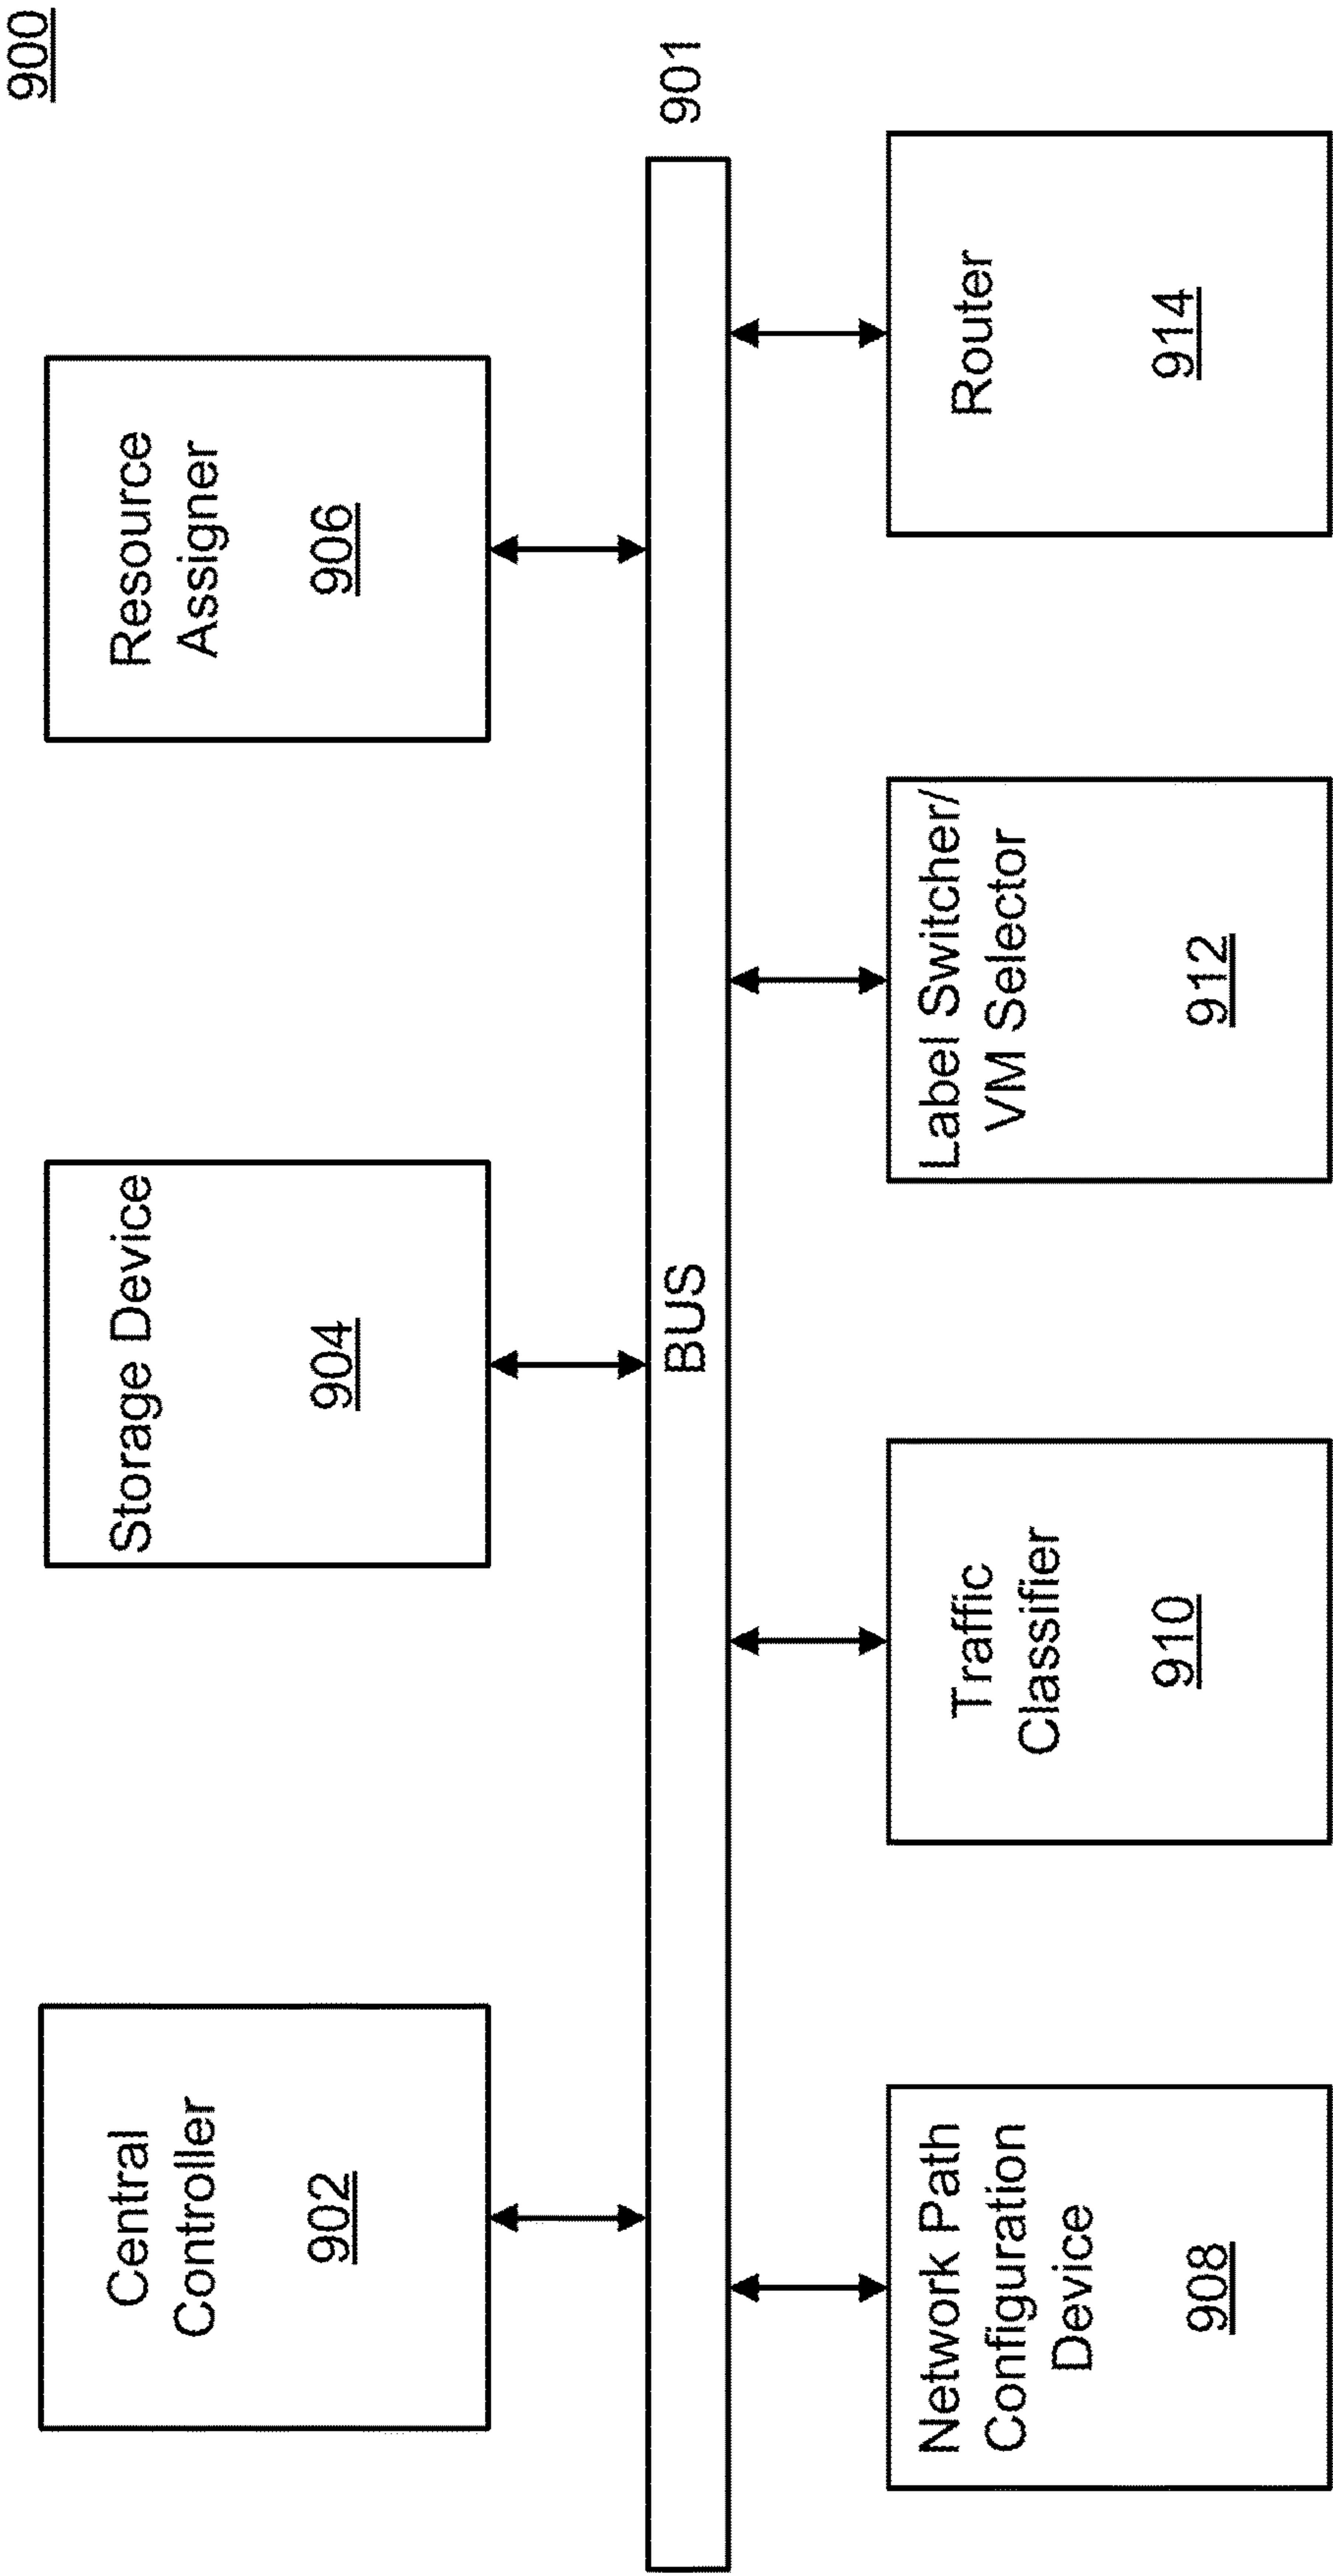 900
Central
Controller
902
Storage Device
904
Resource
Assigner
906
BUS
901
Network Path
Configuration
Device
908
Traffic
Classifier
910
Label Switcher/
VM Selector
912
Router
914